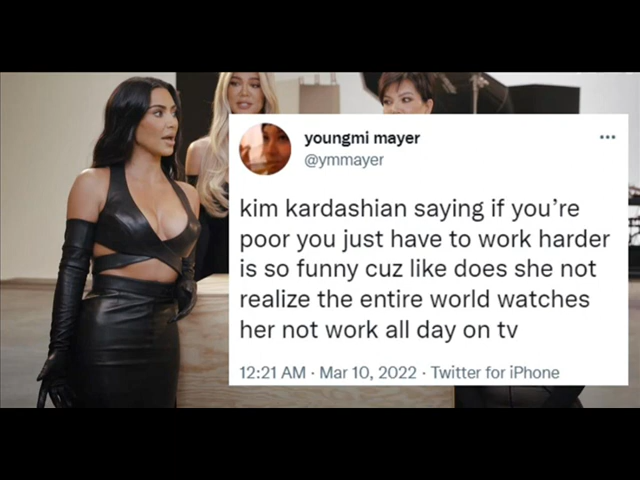 youngmi mayer
@ymmayer
kim kardashian saying if you're
poor you just have to work harder
is so funny cuz like does she not
realize the entire world watches
her not work all day on tv
12:21 AM · Mar 10, 2022 · Twitter for iPhone